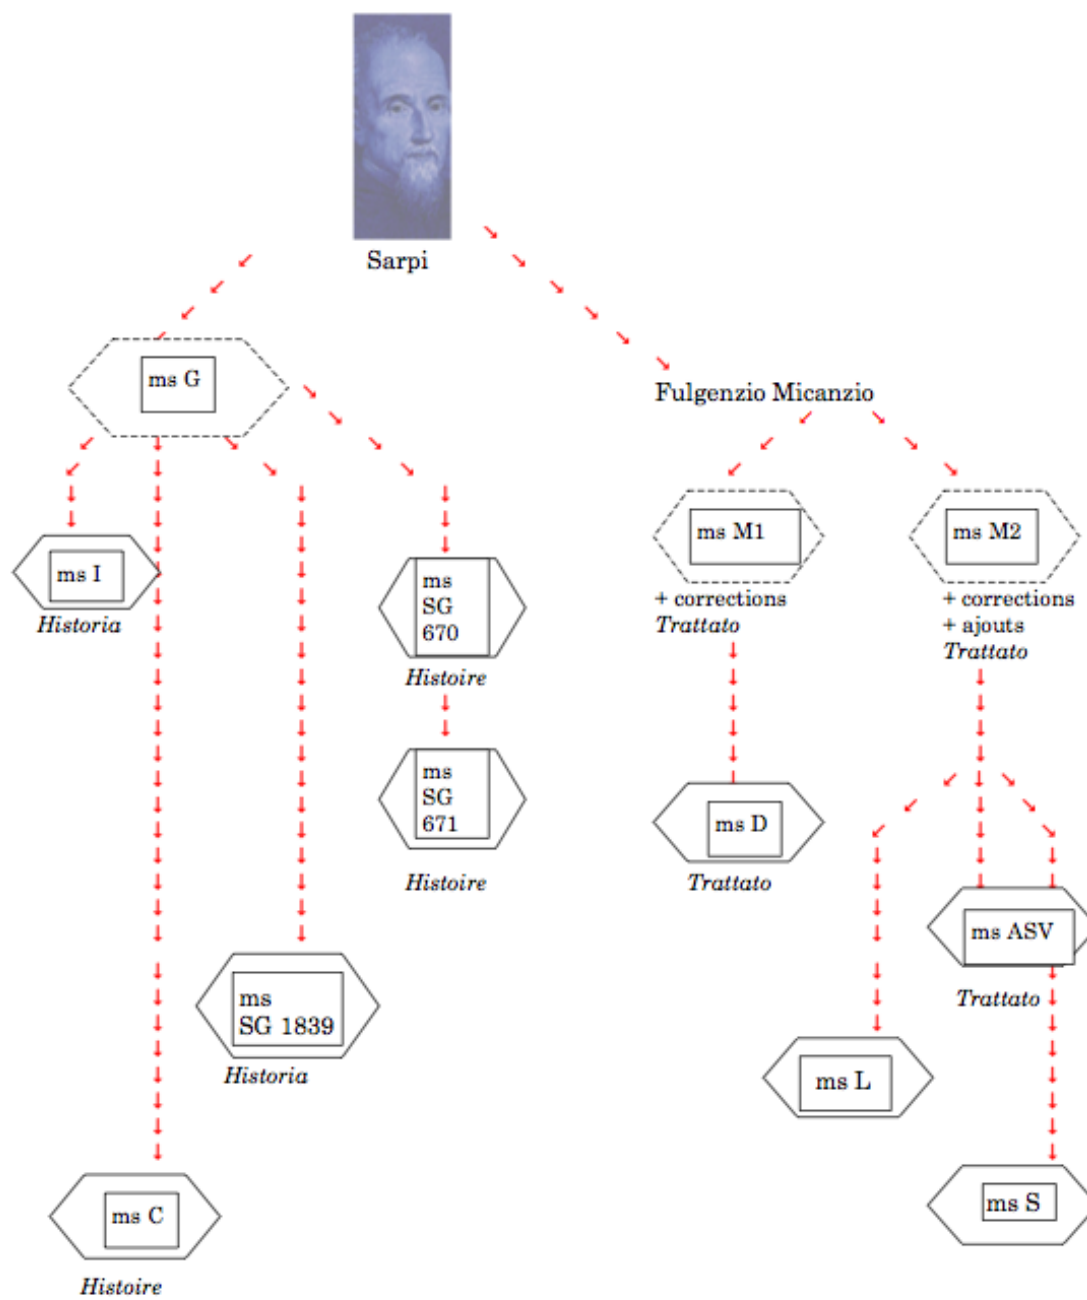 Sarpi
ms G
Fulgenzio Micanzio
ms I
Historia
ms
SG
670
Histoire
ms
SG
671
Histoire
ms
SG 1839
Historia
ms C
Histoire
ms M1
+ corrections
Trattato
ms M2
+ corrections
+ ajouts
Trattato
ms D
Trattato
ms ASV
Trattato
ms L
ms S